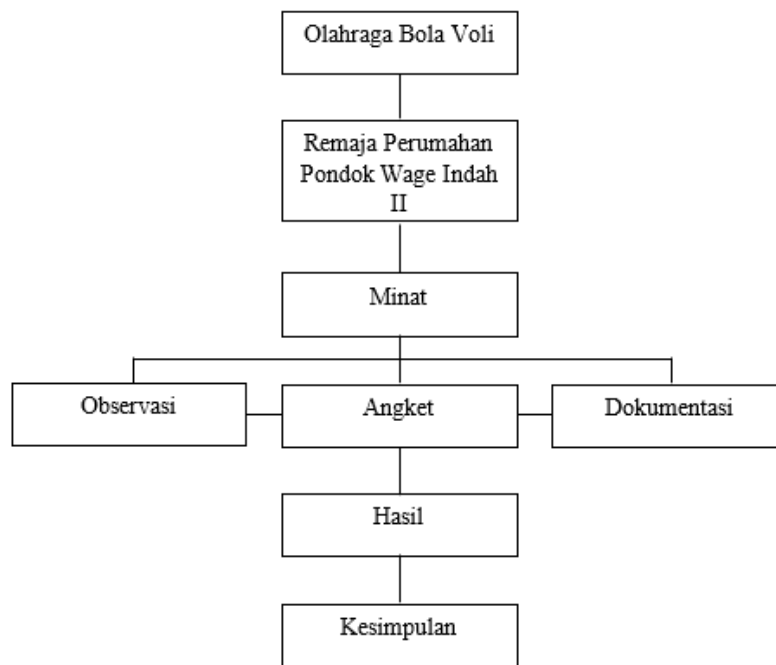 Olahraga Bola Voli
Remaja Perumahan
Pondok Wage Indah
II
Minat
Observasi
Angket
Dokumentasi
Hasil
Kesimpulan